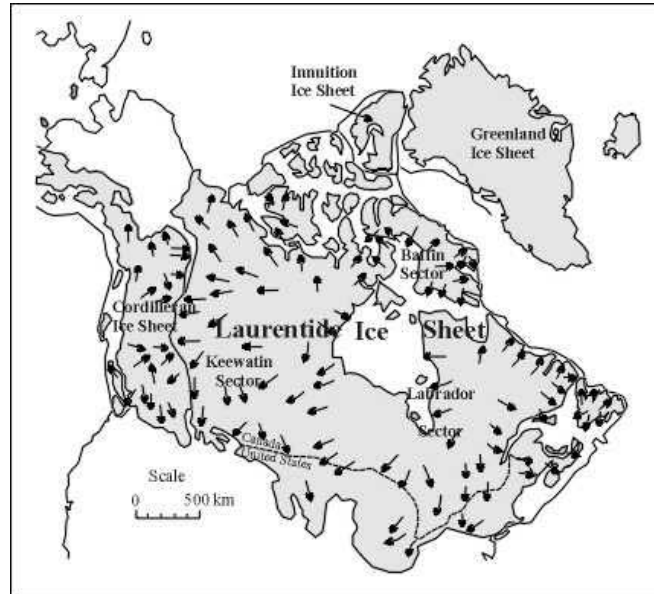 Innuition
Ice Sheet
Greenland
Ice Sheet
Baffin
Sector
Cordilleran
Ice Sheet
Laurentide Ice Sheet
Keewatin
Sector
Labrador
Sector
Canada
United States
Scale
0 500 km